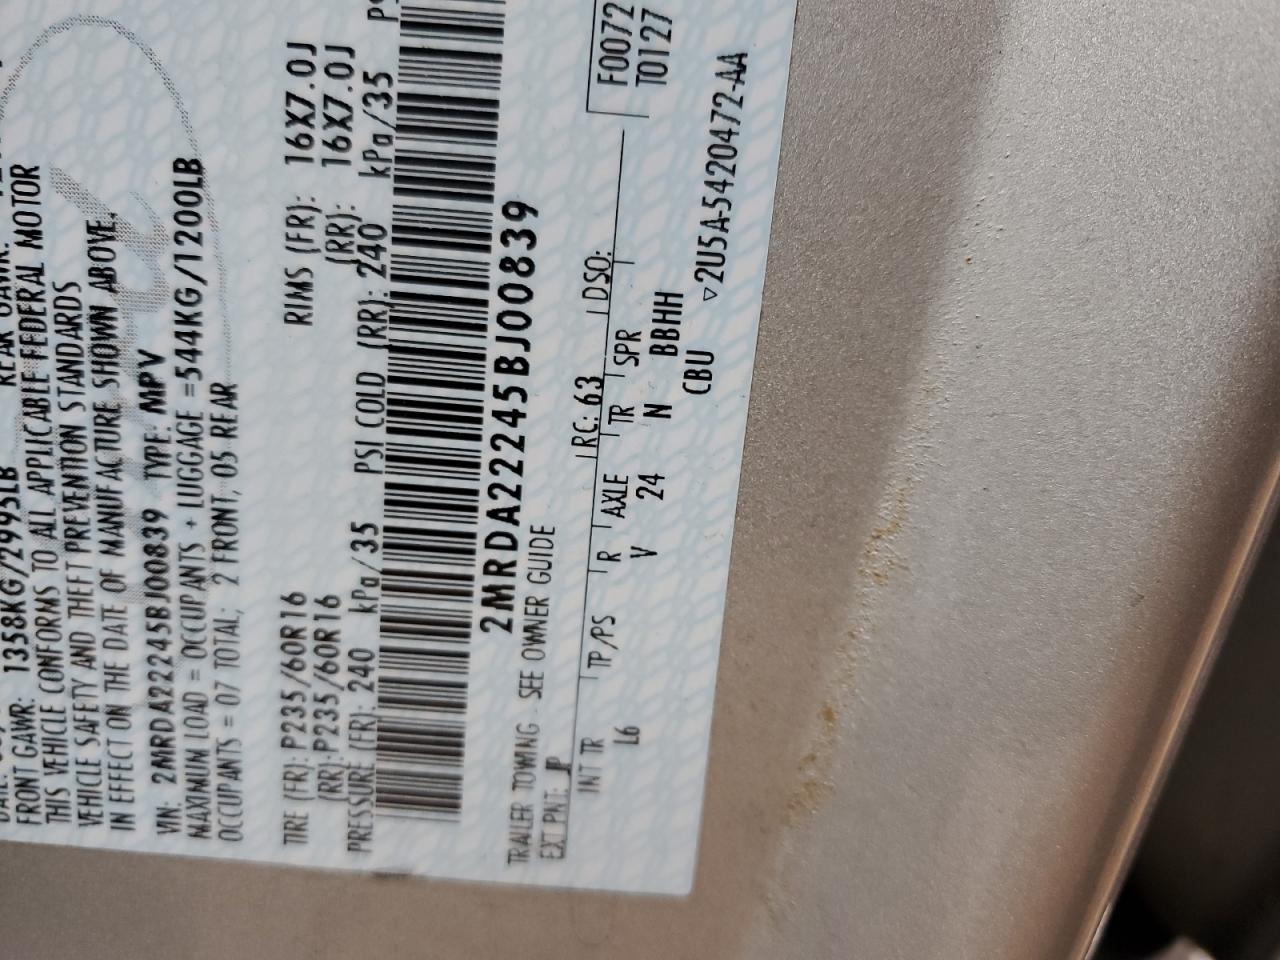 FRONT GAWR: 1358KG/2995LB REAR GAWR:
THIS VEHICLE CONFORMS TO ALL APPLICABLE FEDERAL MOTOR
VEHICLE SAFETY AND THEFT PREVENTION STANDARDS
IN EFFECT ON THE DATE OF MANUFACTURE SHOWN ABOVE.
VIN: 2MRDA22245BJ00839 TYPE: MPV
MAXIMUM LOAD = OCCUPANTS + LUGGAGE =544KG/1200LB
OCCUPANTS = 07 TOTAL; 2 FRONT, 05 REAR
TIRE (FR): P235/60R16 RIMS (FR): 16X7.0J
(RR): P235/60R16 (RR): 16X7.0J
PRESSURE (FR): 240 kPa/35 PSI COLD (RR): 240 kPa/35
2MRDA22245BJ00839
TRAILER TOWING - SEE OWNER GUIDE
EXT PNT: JP RC: 63 DSO:
INT TR TP/PS R AXLE TR SPR
L6 V 24 N BBHH
F0072
T0127
CBU ▽2U5A-5420472-AA